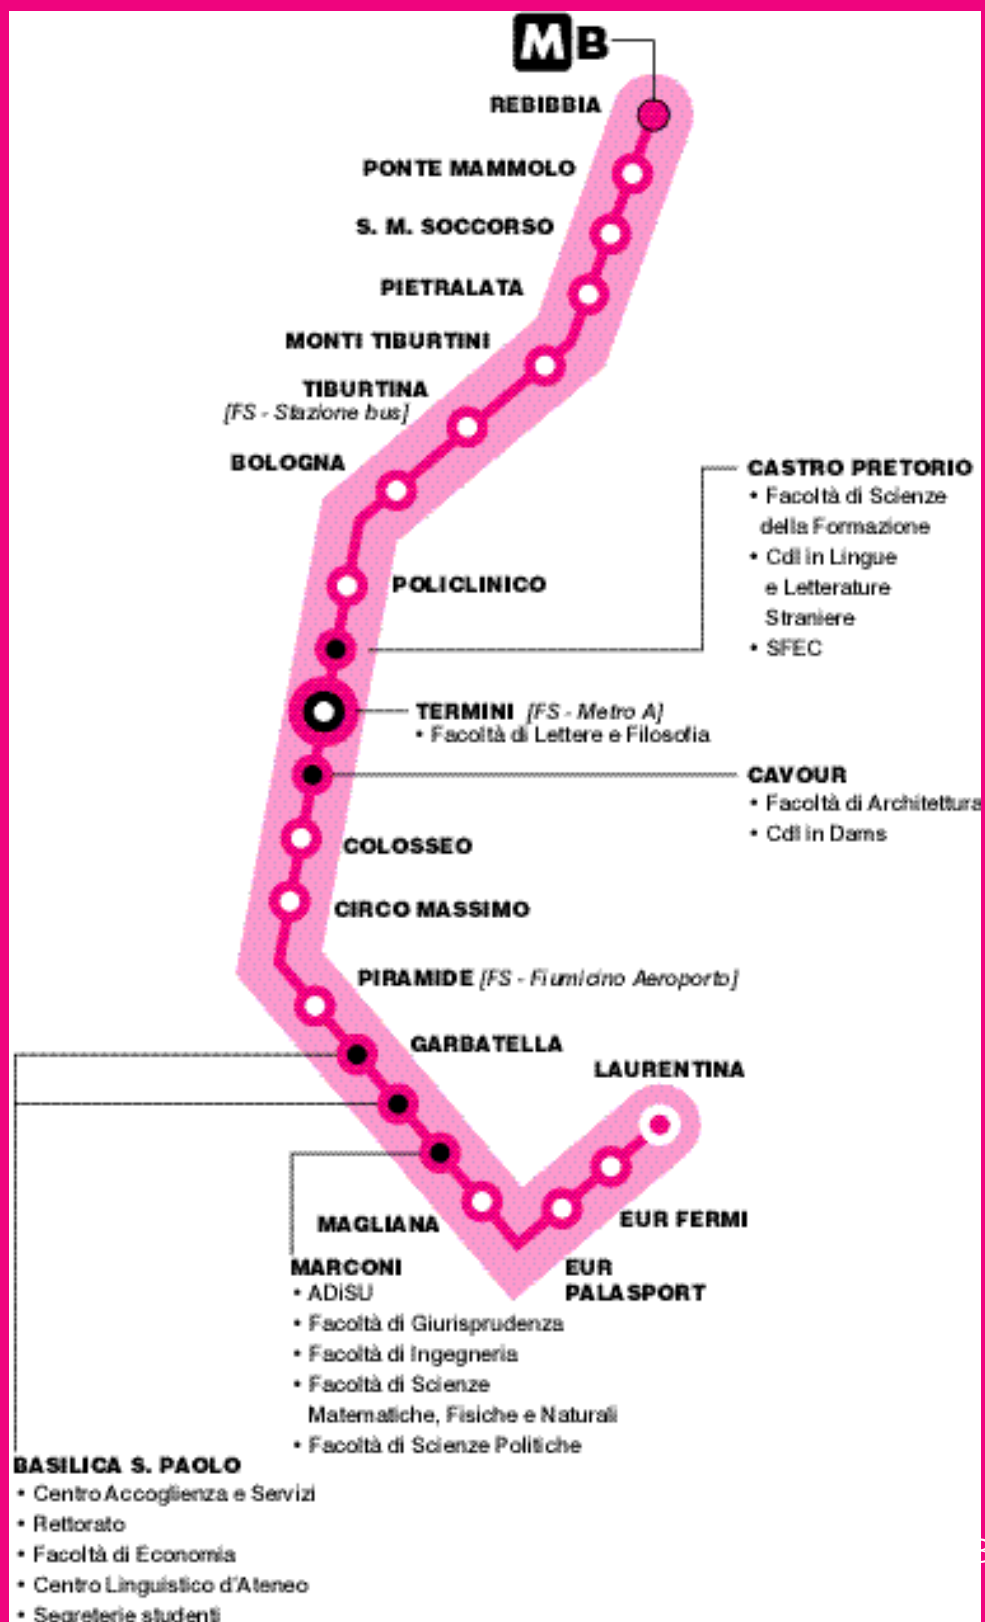 M B
REBIBBIA
PONTE MAMMOLO
S. M. SOCCORSO
PIETRALATA
MONTI TIBURTINI
TIBURTINA
[FS - Stazione bus]
BOLOGNA
CASTRO PRETORIO
• Facoltà di Scienze
della Formazione
• Cdl in Lingue
e Letterature
Straniere
• SFEC
POLICLINICO
TERMINI [FS - Metro A]
• Facoltà di Lettere e Filosofia
CAVOUR
• Facoltà di Architettura
• Cdl in Dams
COLOSSEO
CIRCO MASSIMO
PIRAMIDE [FS - Fiumicino Aeroporto]
GARBATELLA
LAURENTINA
MAGLIANA
EUR FERMI
EUR
PALASPORT
MARCONI
• ADiSU
• Facoltà di Giurisprudenza
• Facoltà di Ingegneria
• Facoltà di Scienze
Matematiche, Fisiche e Naturali
• Facoltà di Scienze Politiche
BASILICA S. PAOLO
• Centro Accoglienza e Servizi
• Rettorato
• Facoltà di Economia
• Centro Linguistico d'Ateneo
• Segreterie studenti